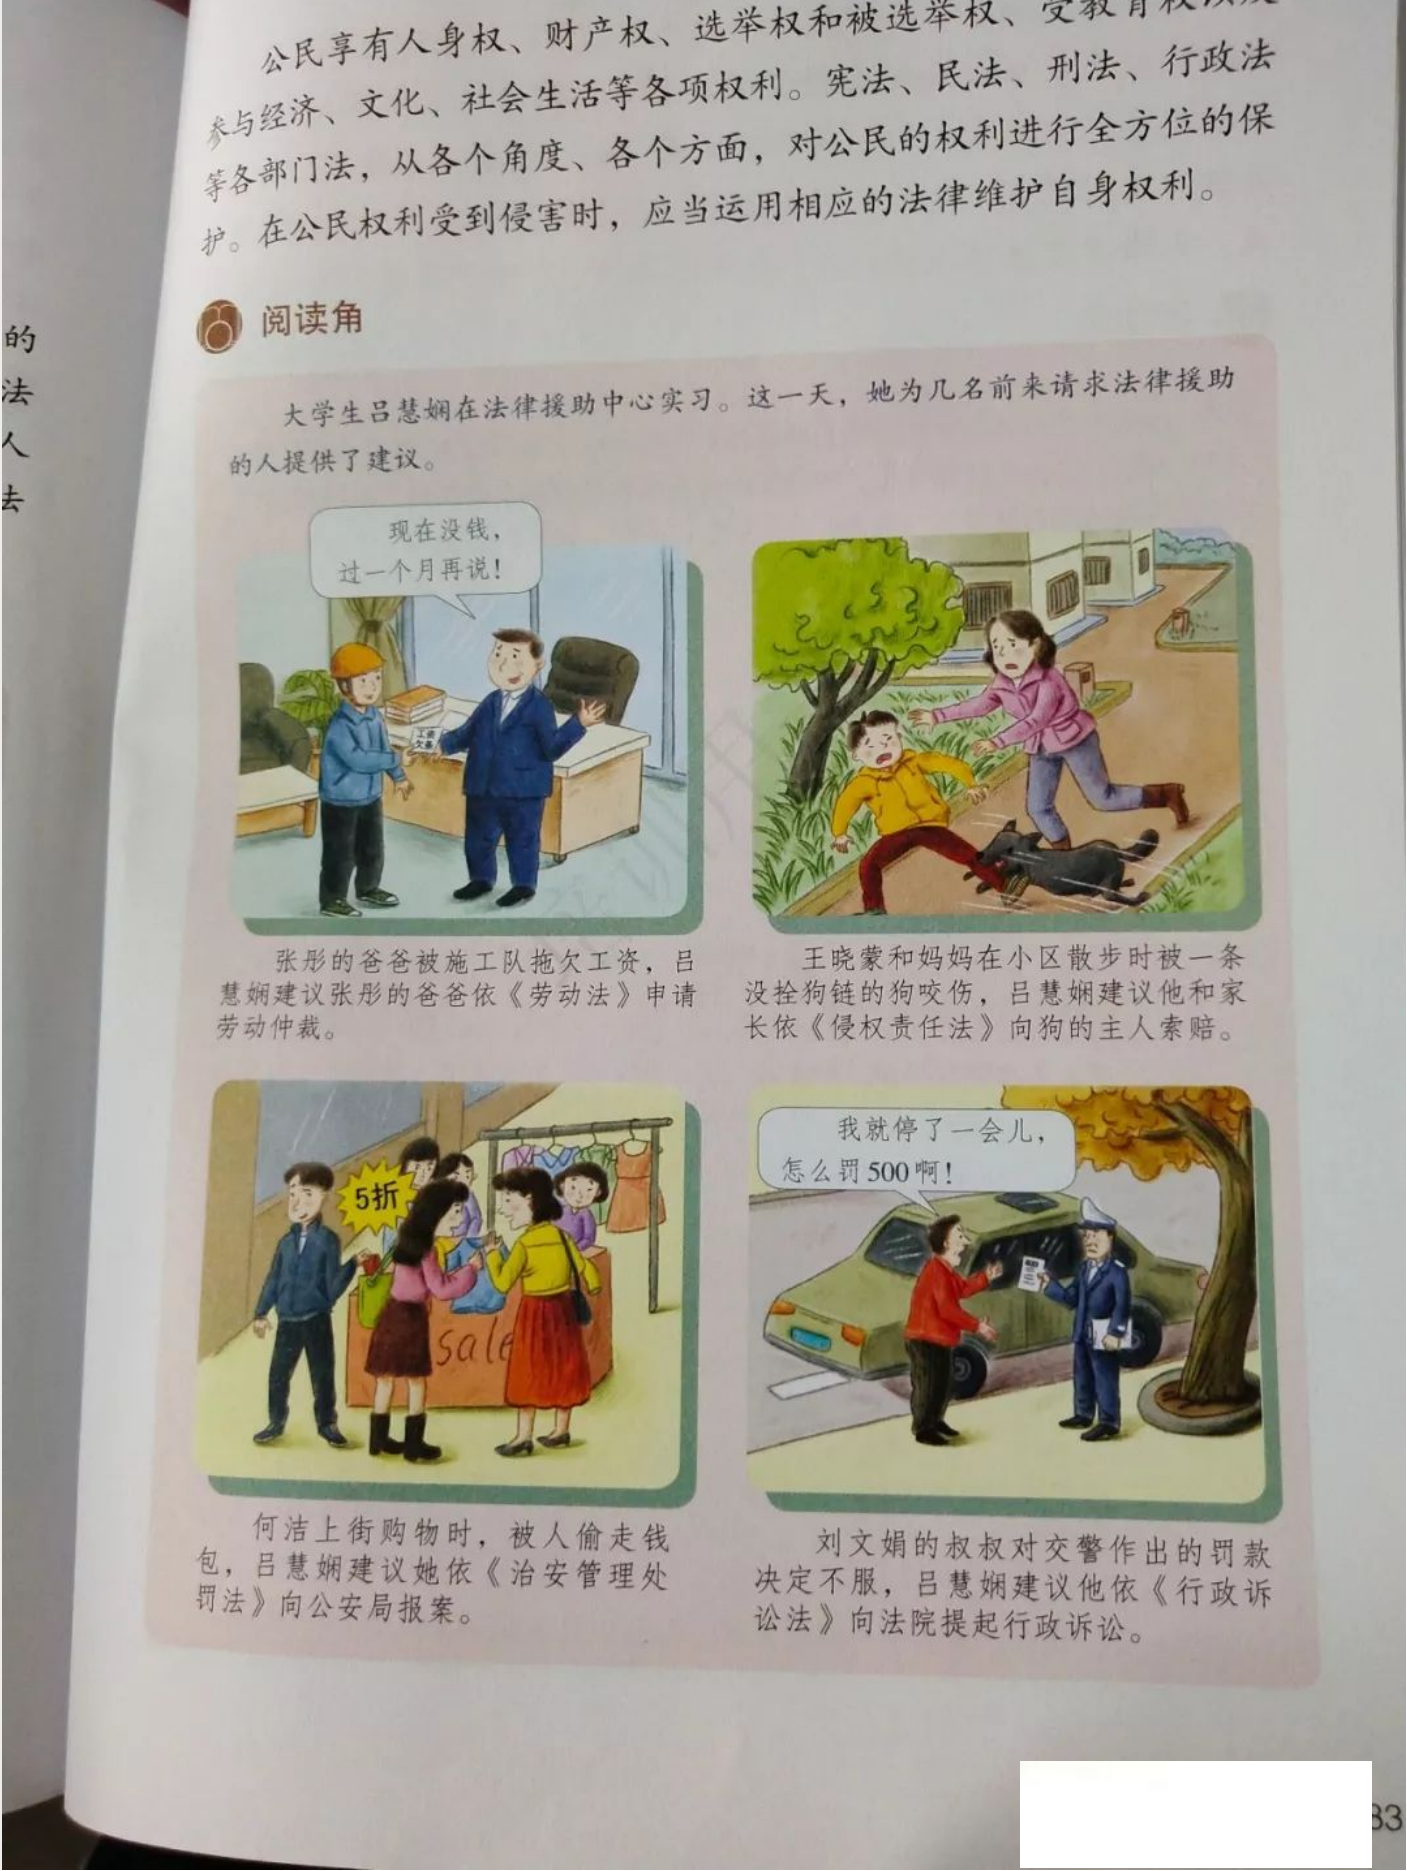 公民享有人身权、财产权、选举权和被选举权、受教育权
参与经济、文化、社会生活等各项权利。宪法、民法、刑法、行政法
等各部门法，从各个角度、各个方面，对公民的权利进行全方位的保
护。在公民权利受到侵害时，应当运用相应的法律维护自身权利。
的
法
人
去
阅读角
大学生吕慧娴在法律援助中心实习。这一天，她为几名前来请求法律援助
的人提供了建议。
现在没钱，
过一个月再说！
工资
欠条
张彤的爸爸被施工队拖欠工资，吕
慧娴建议张彤的爸爸依《劳动法》申请
劳动仲裁。
王晓蒙和妈妈在小区散步时被一条
没拴狗链的狗咬伤，吕慧娴建议他和家
长依《侵权责任法》向狗的主人索赔。
5折
sale
何洁上街购物时，被人偷走钱
包，吕慧娴建议她依《治安管理处
罚法》向公安局报案。
我就停了一会儿，
怎么罚500啊！
刘文娟的叔叔对交警作出的罚款
决定不服，吕慧娴建议他依《行政诉
讼法》向法院提起行政诉讼。
83